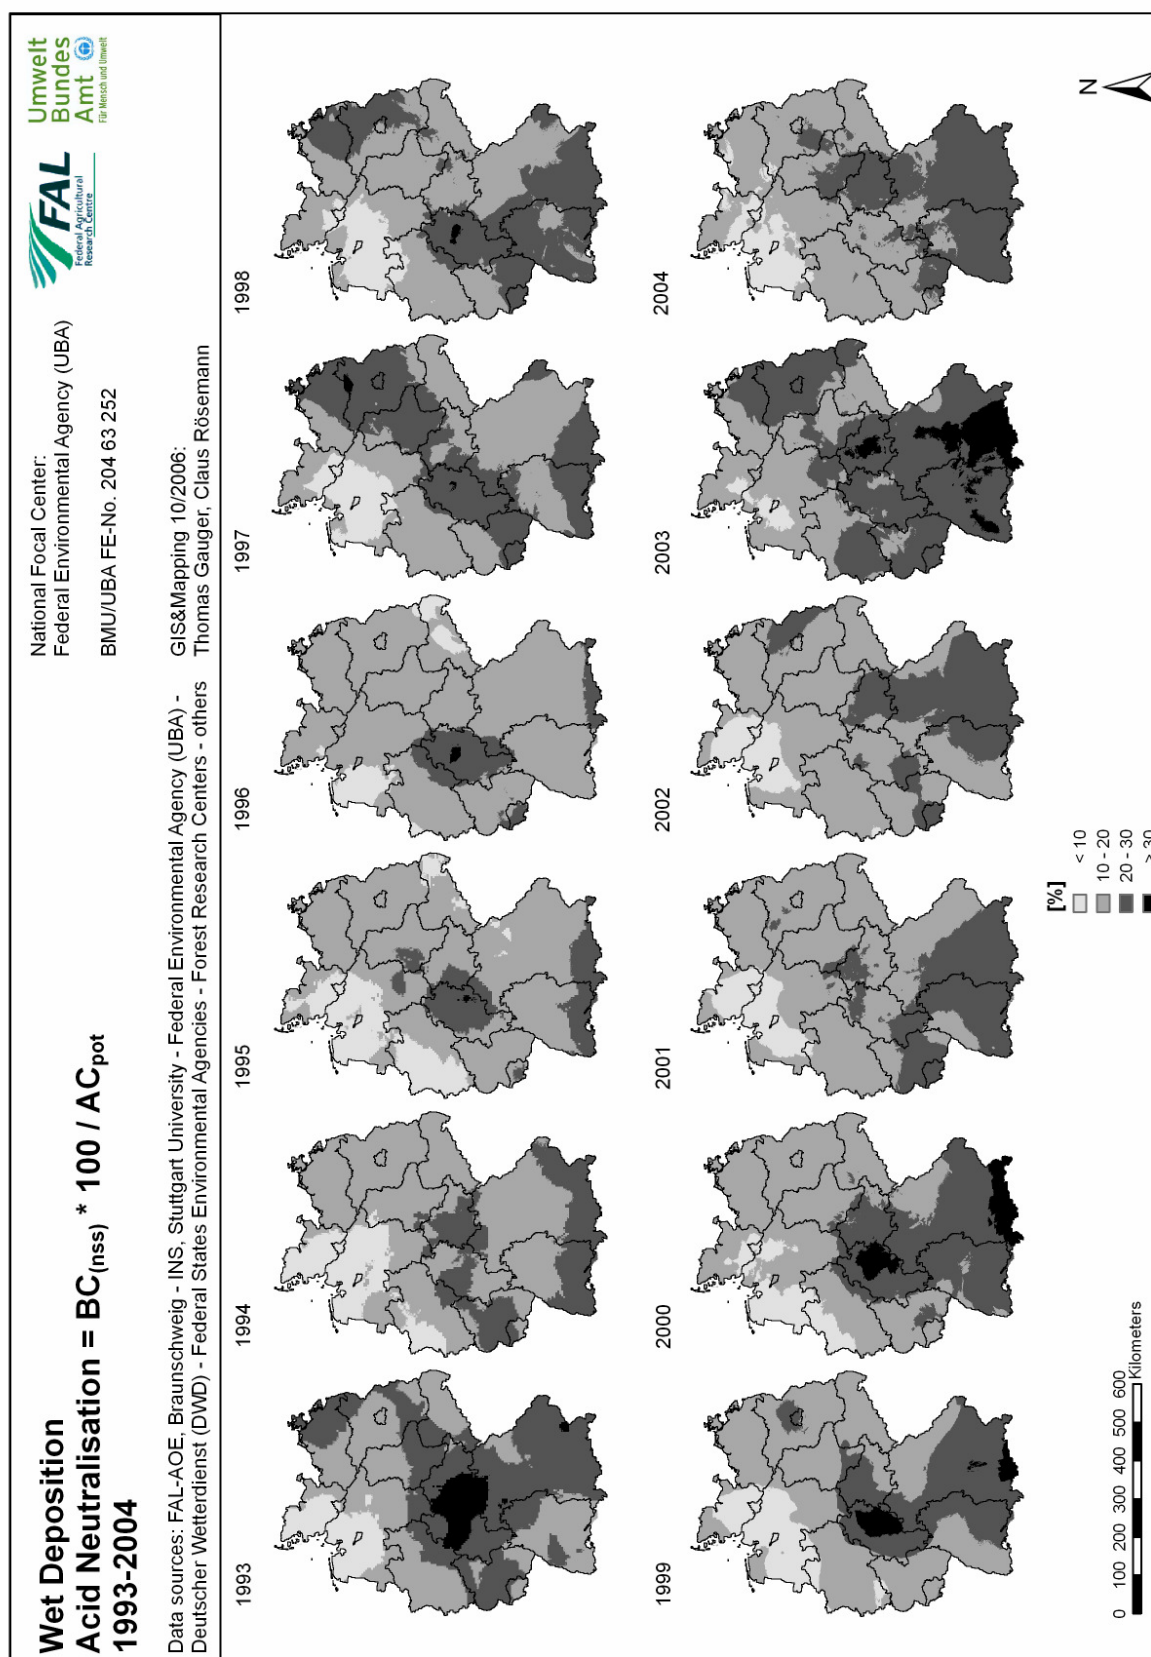 Wet Deposition
Acid Neutralisation = BC(nss) * 100 / ACpot
1993-2004
National Focal Center:
Federal Environmental Agency (UBA)
BMU/UBA FE-No. 204 63 252
FAL
Federal Agricultural
Research Centre
Umwelt
Bundes
Amt
Für Mensch und Umwelt
Data sources: FAL-AOE, Braunschweig - INS, Stuttgart University - Federal Environmental Agency (UBA) -
Deutscher Wetterdienst (DWD) - Federal States Environmental Agencies - Forest Research Centers - others
GIS&Mapping 10/2006:
Thomas Gauger, Claus Rösemann
1993
1994
1995
1996
1997
1998
1999
2000
2001
2002
2003
2004
0 100 200 300 400 500 600
Kilometers
[%]
< 10
10 - 20
20 - 30
> 30
N